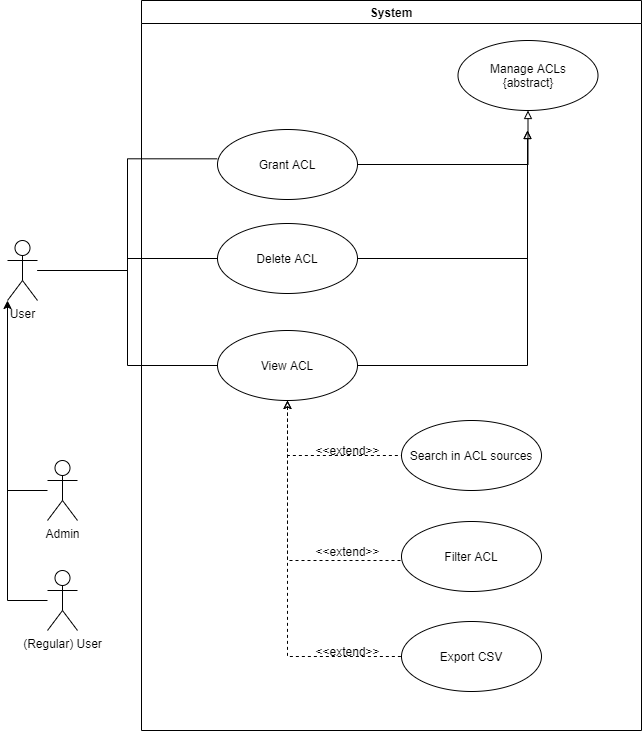 System
Manage ACLs
{abstract}
Grant ACL
Delete ACL
User
View ACL
<<extend>>
Search in ACL sources
Admin
<<extend>>
Filter ACL
(Regular) User
<<extend>>
Export CSV